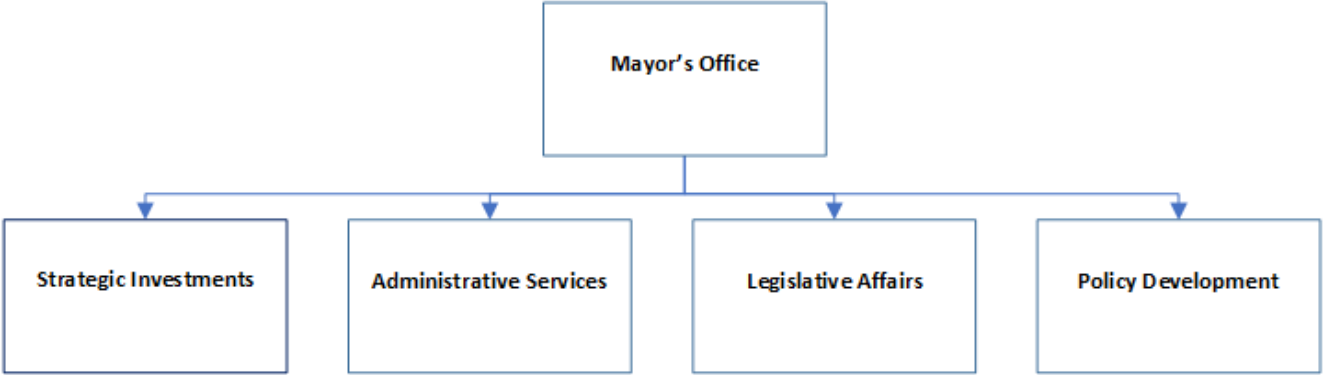 Mayor’s Office
Strategic Investments
Administrative Services
Legislative Affairs
Policy Development